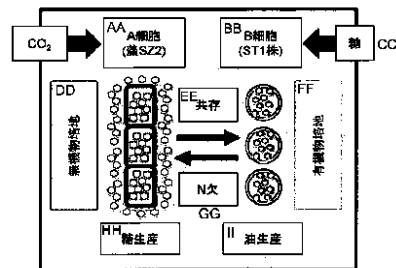 AA
A細胞
(藻SZ2)
BB
B細胞
(ST1株)
CO₂
糖
CC
DD
無機物培地
EE
共存
FF
有機物培地
N欠
GG
HH
糖生産
II
油生産